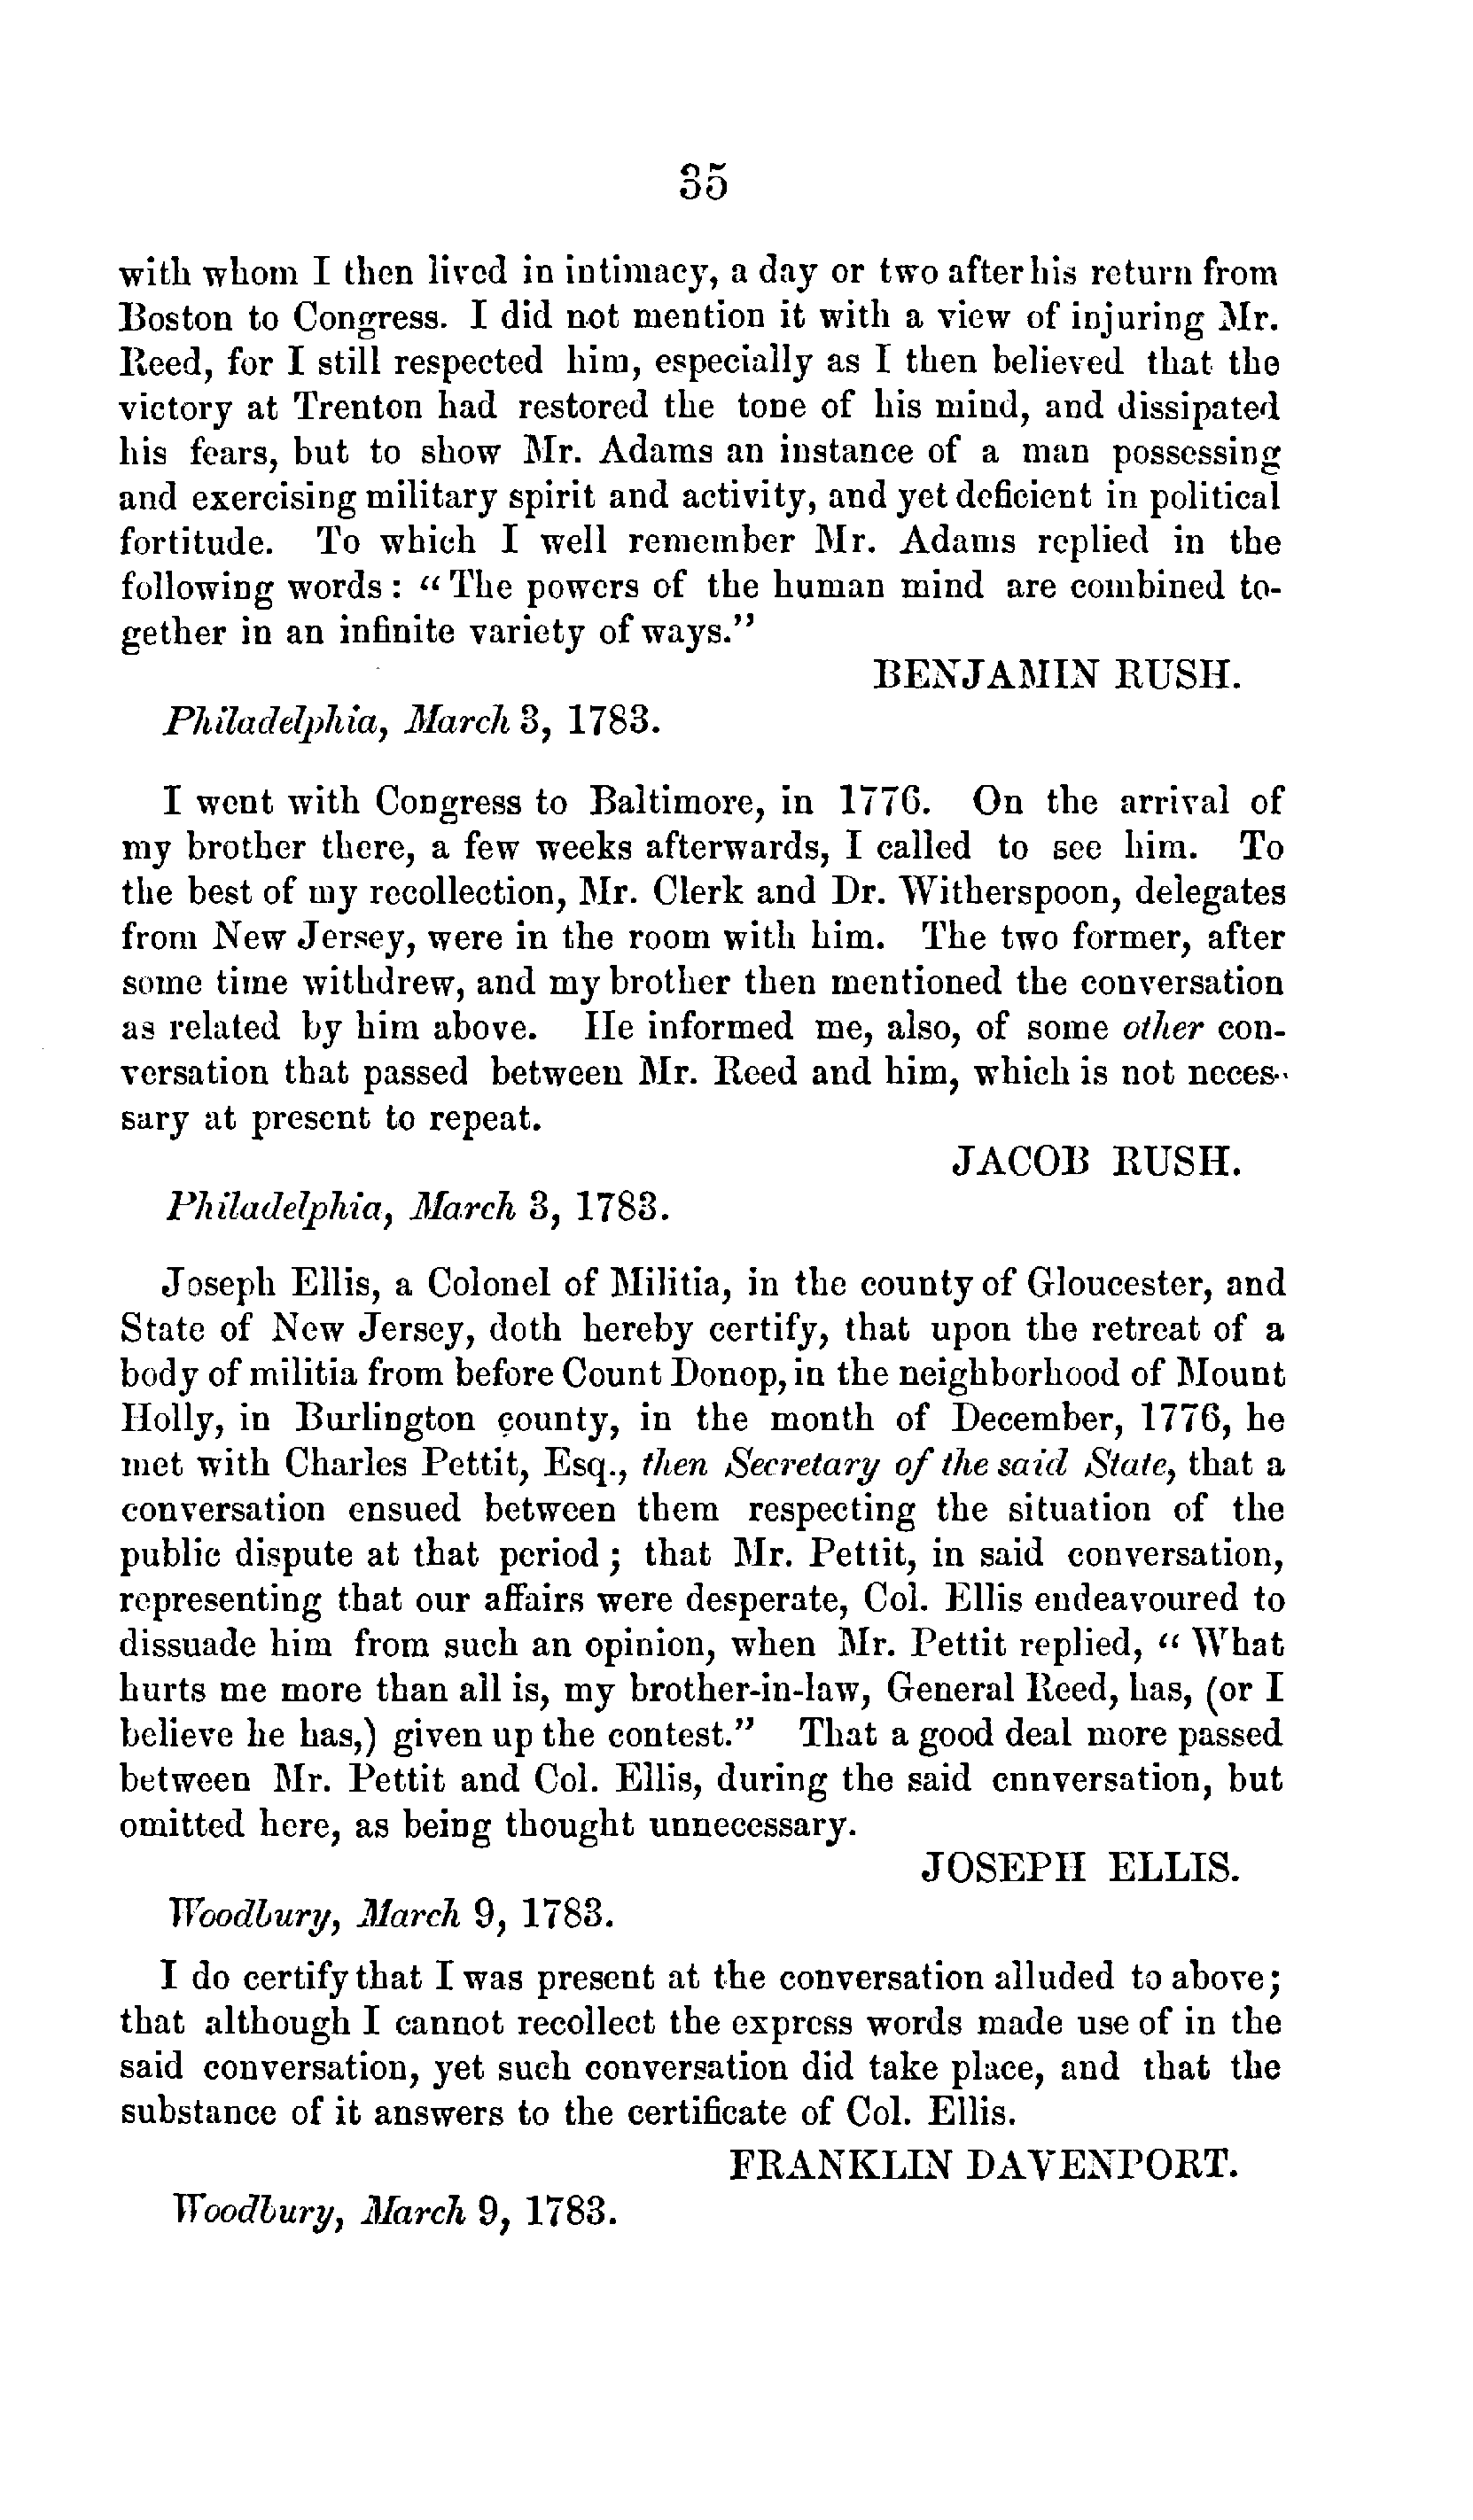 35
with whom I then lived in intimacy, a day or two after his return from
Boston to Congress. I did not mention it with a view of injuring Mr.
Reed, for I still respected him, especially as I then believed that the
victory at Trenton had restored the tone of his mind, and dissipated
his fears, but to show Mr. Adams an instance of a man possessing
and exercising military spirit and activity, and yet deficient in political
fortitude. To which I well remember Mr. Adams replied in the
following words : “ The powers of the human mind are combined to-
gether in an infinite variety of ways.”
BENJAMIN RUSH.
Philadelphia, March 3, 1783.
I went with Congress to Baltimore, in 1776. On the arrival of
my brother there, a few weeks afterwards, I called to see him. To
the best of my recollection, Mr. Clerk and Dr. Witherspoon, delegates
from New Jersey, were in the room with him. The two former, after
some time withdrew, and my brother then mentioned the conversation
as related by him above. He informed me, also, of some other con-
versation that passed between Mr. Reed and him, which is not neces-
sary at present to repeat.
JACOB RUSH.
Philadelphia, March 3, 1783.
Joseph Ellis, a Colonel of Militia, in the county of Gloucester, and
State of New Jersey, doth hereby certify, that upon the retreat of a
body of militia from before Count Donop, in the neighborhood of Mount
Holly, in Burlington county, in the month of December, 1776, he
met with Charles Pettit, Esq., then Secretary of the said State, that a
conversation ensued between them respecting the situation of the
public dispute at that period ; that Mr. Pettit, in said conversation,
representing that our affairs were desperate, Col. Ellis endeavoured to
dissuade him from such an opinion, when Mr. Pettit replied, “ What
hurts me more than all is, my brother-in-law, General Reed, has, (or I
believe he has,) given up the contest.” That a good deal more passed
between Mr. Pettit and Col. Ellis, during the said cnnversation, but
omitted here, as being thought unnecessary.
JOSEPH ELLIS.
Woodbury, March 9, 1783.
I do certify that I was present at the conversation alluded to above;
that although I cannot recollect the express words made use of in the
said conversation, yet such conversation did take place, and that the
substance of it answers to the certificate of Col. Ellis.
FRANKLIN DAVENPORT.
Woodbury, March 9, 1783.